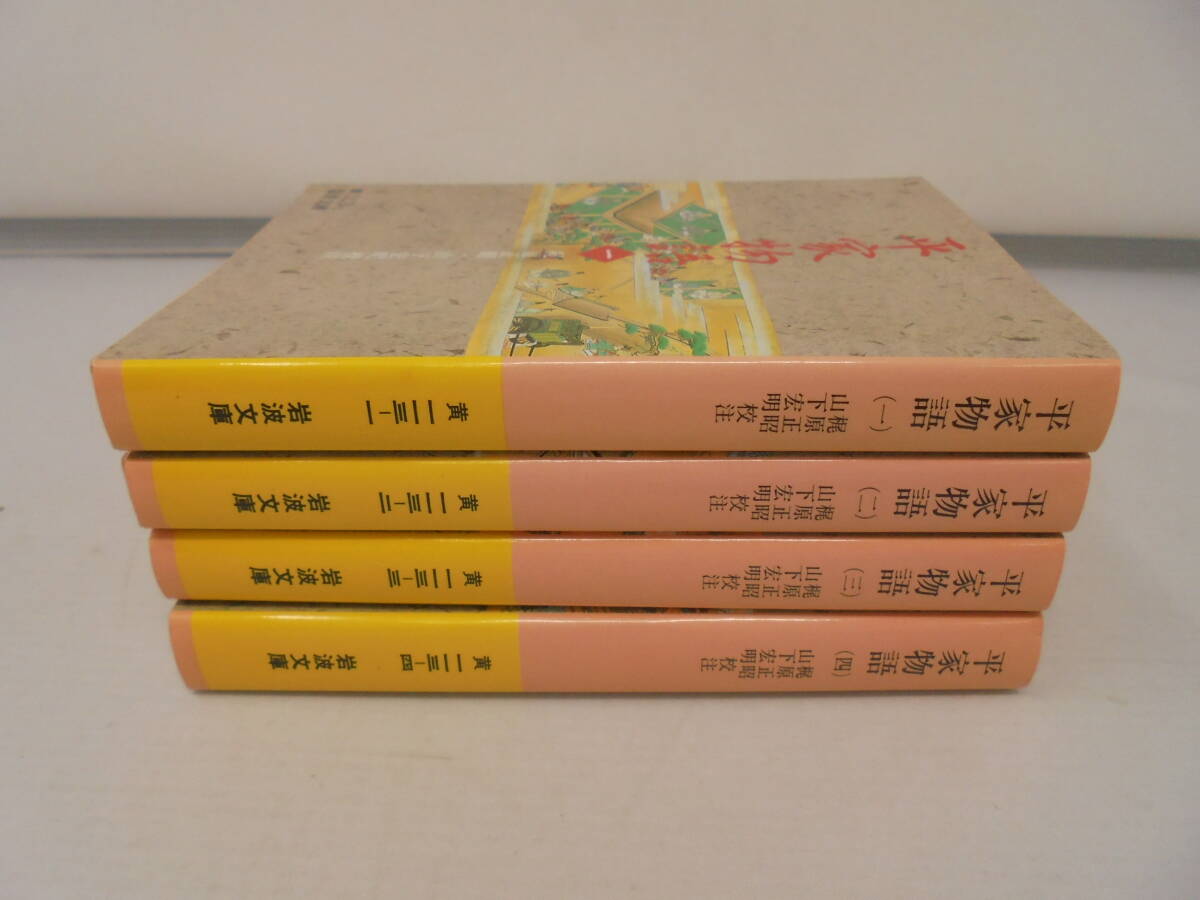 平家物語
一
平家物語（一）
梶原正昭
山下宏明 校注
黄 一一三-一
岩波文庫
平家物語（二）
梶原正昭
山下宏明 校注
黄 一一三-二
岩波文庫
平家物語（三）
梶原正昭
山下宏明 校注
黄 一一三-三
岩波文庫
平家物語（四）
梶原正昭
山下宏明 校注
黄 一一三-四
岩波文庫